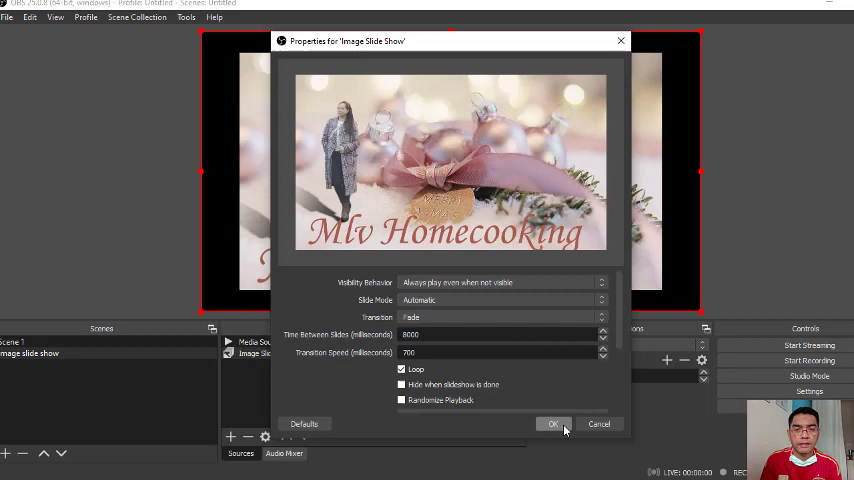 OBS 25.0.8 (64-bit, windows) - Profile: Untitled - Scenes: Untitled
File Edit View Profile Scene Collection Tools Help
Properties for 'Image Slide Show'
MERRY
X-MAS
Mlv Homecooking
Visibility Behavior Always play even when not visible
Slide Mode Automatic
Transition Fade
Time Between Slides (milliseconds) 8000
Transition Speed (milliseconds) 700
Loop
Hide when slideshow is done
Randomize Playback
Defaults OK Cancel
Scenes
Scene 1
Image slide show
Media Sou
Image Slid
Sources Audio Mixer
ions
Controls
Start Streaming
Start Recording
Studio Mode
Settings
LIVE: 00:00:00 REC